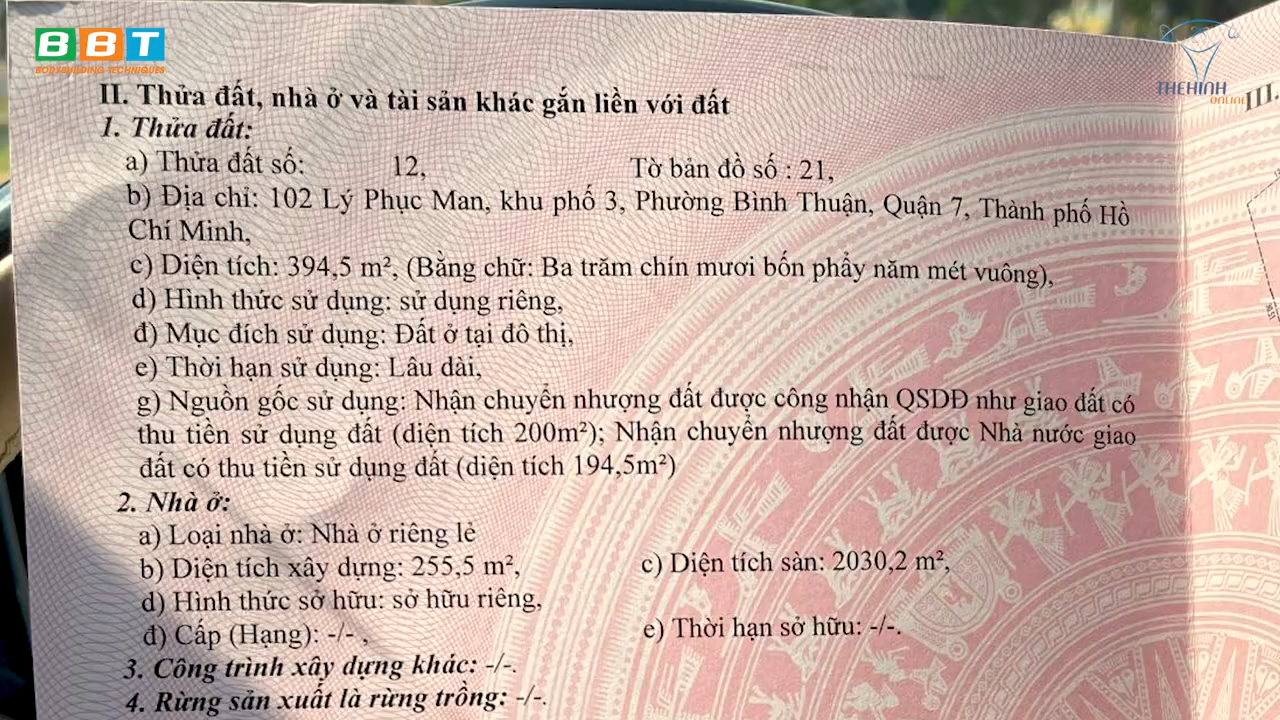 BBT
BODYBUILDING TECHNIQUES
THEHINH
ONLINE
III.
II. Thửa đất, nhà ở và tài sản khác gắn liền với đất
1. Thửa đất:
a) Thửa đất số: 12, Tờ bản đồ số : 21,
b) Địa chỉ: 102 Lý Phục Man, khu phố 3, Phường Bình Thuận, Quận 7, Thành phố Hồ
Chí Minh,
c) Diện tích: 394,5 m², (Bằng chữ: Ba trăm chín mươi bốn phẩy năm mét vuông),
d) Hình thức sử dụng: sử dụng riêng,
đ) Mục đích sử dụng: Đất ở tại đô thị,
e) Thời hạn sử dụng: Lâu dài,
g) Nguồn gốc sử dụng: Nhận chuyển nhượng đất được công nhận QSDĐ như giao đất có
thu tiền sử dụng đất (diện tích 200m²); Nhận chuyển nhượng đất được Nhà nước giao
đất có thu tiền sử dụng đất (diện tích 194,5m²)
2. Nhà ở:
a) Loại nhà ở: Nhà ở riêng lẻ
b) Diện tích xây dựng: 255,5 m², c) Diện tích sàn: 2030,2 m²,
d) Hình thức sở hữu: sở hữu riêng,
đ) Cấp (Hạng): -/- , e) Thời hạn sở hữu: -/-.
3. Công trình xây dựng khác: -/-.
4. Rừng sản xuất là rừng trồng: -/-.